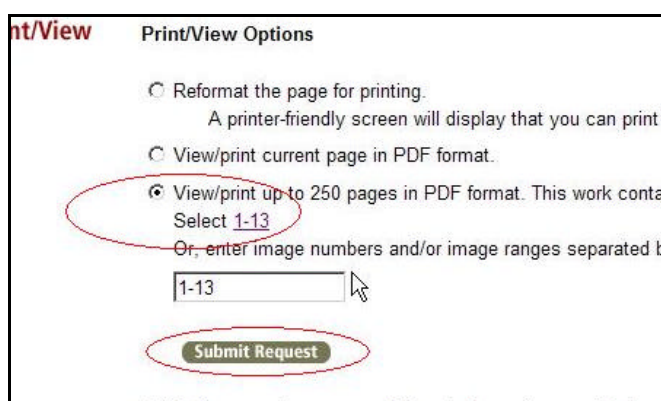 nt/View
Print/View Options
Reformat the page for printing.
A printer-friendly screen will display that you can print
View/print current page in PDF format.
View/print up to 250 pages in PDF format. This work conta
Select 1-13
Or, enter image numbers and/or image ranges separated b
1-13
Submit Request